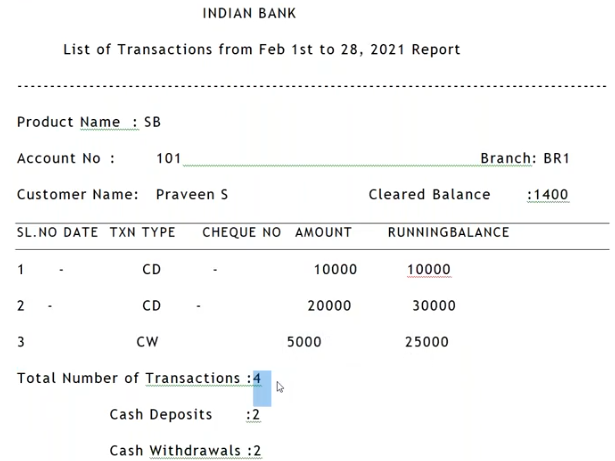 INDIAN BANK
List of Transactions from Feb 1st to 28, 2021 Report
--------------------------------------------------------------------------------------------
Product Name : SB
Account No : 101 Branch: BR1
Customer Name: Praveen S Cleared Balance :1400
SL.NO DATE TXN TYPE CHEQUE NO AMOUNT RUNNINGBALANCE
1 - CD - 10000 10000
2 - CD - 20000 30000
3 CW 5000 25000
Total Number of Transactions :4
Cash Deposits :2
Cash Withdrawals :2